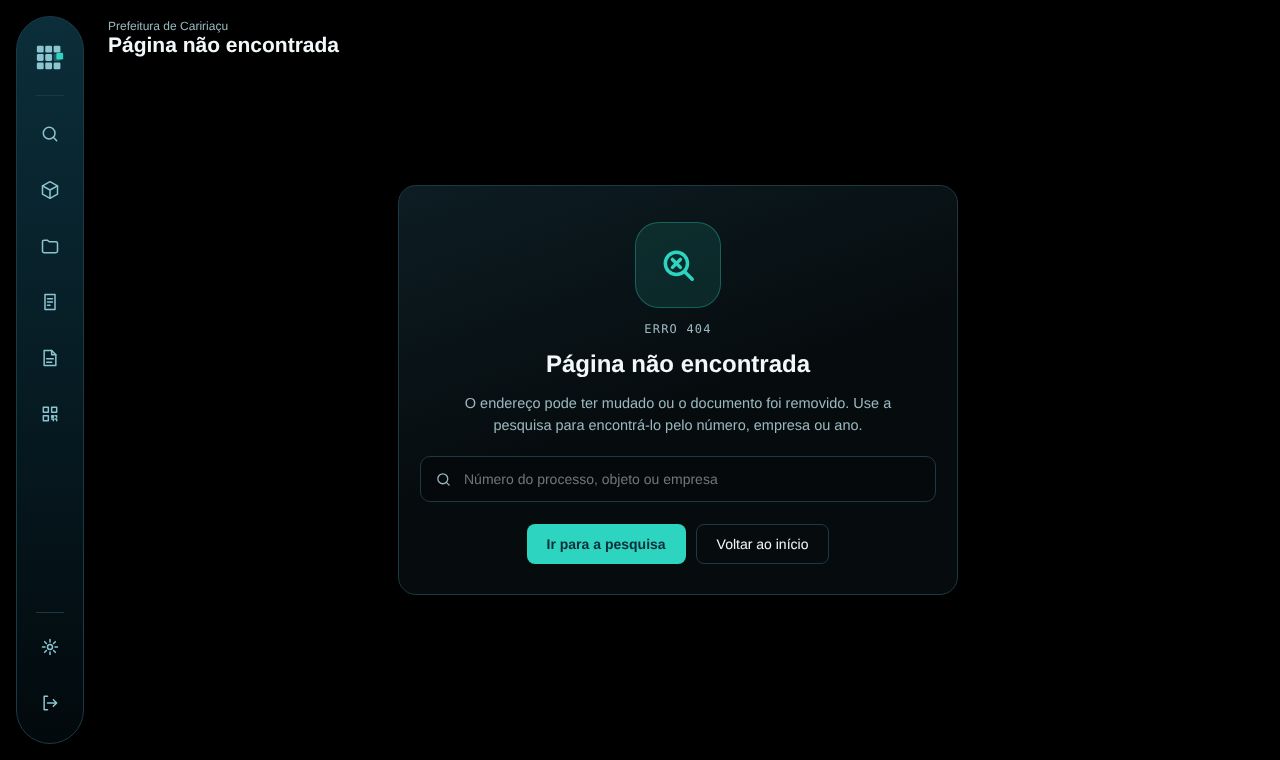 Prefeitura de Caririaçu
Página não encontrada
ERRO 404
Página não encontrada
O endereço pode ter mudado ou o documento foi removido. Use a
pesquisa para encontrá-lo pelo número, empresa ou ano.
Número do processo, objeto ou empresa
Ir para a pesquisa
Voltar ao início